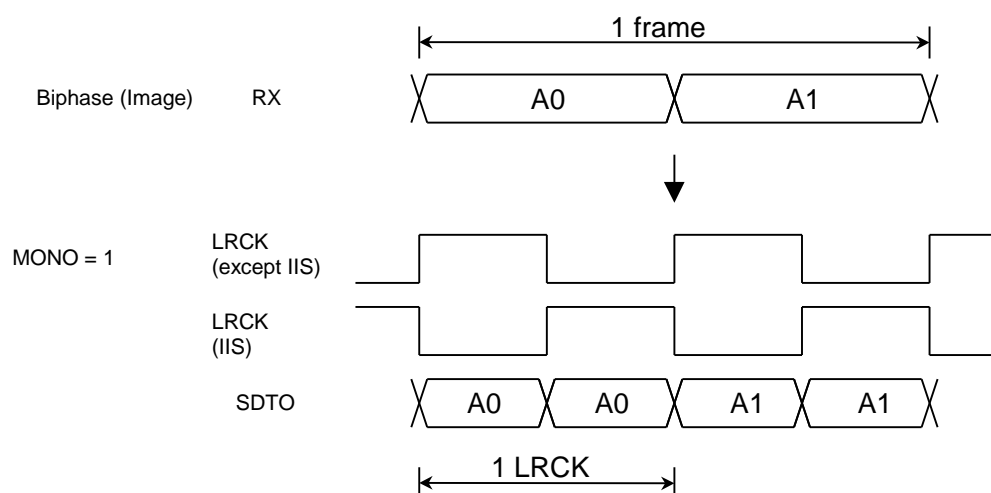 1 frame
Biphase (Image) RX A0 A1
MONO = 1
LRCK
(except IIS)
LRCK
(IIS)
SDTO A0 A0 A1 A1
1 LRCK